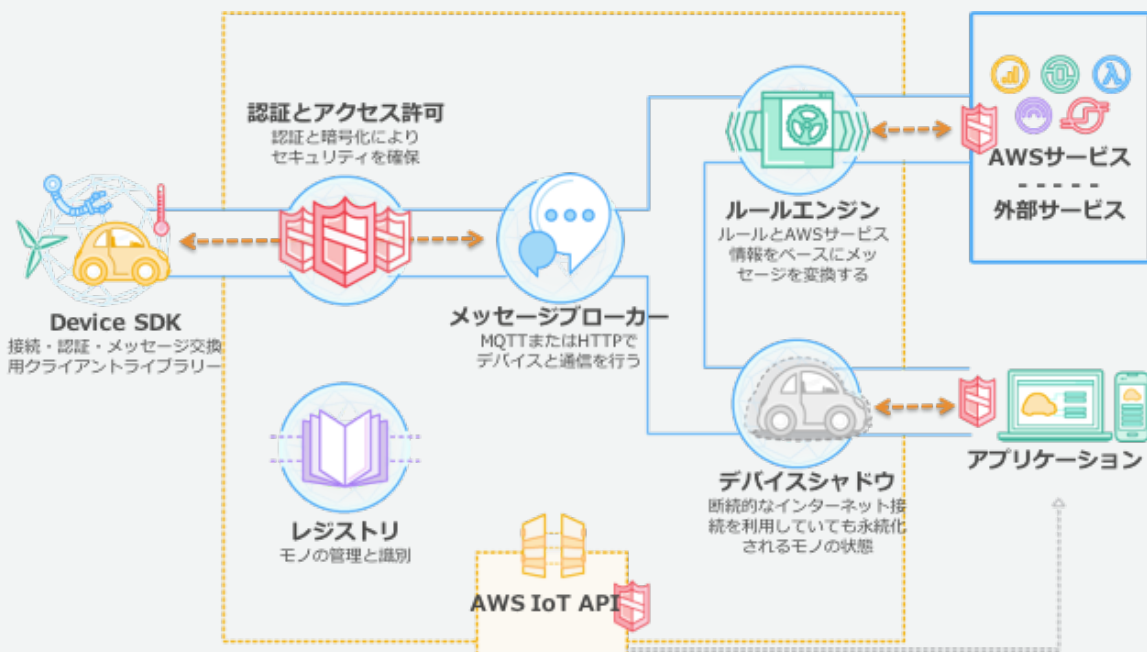 認証とアクセス許可
認証と暗号化により
セキュリティを確保
Device SDK
接続・認証・メッセージ交換
用クライアントライブラリー
メッセージブローカー
MQTTまたはHTTPで
デバイスと通信を行う
ルールエンジン
ルールとAWSサービス
情報をベースにメッ
セージを変換する
AWSサービス
- - - - -
外部サービス
レジストリ
モノの管理と識別
デバイスシャドウ
断続的なインターネット接
続を利用していても永続化
されるモノの状態
アプリケーション
AWS IoT API